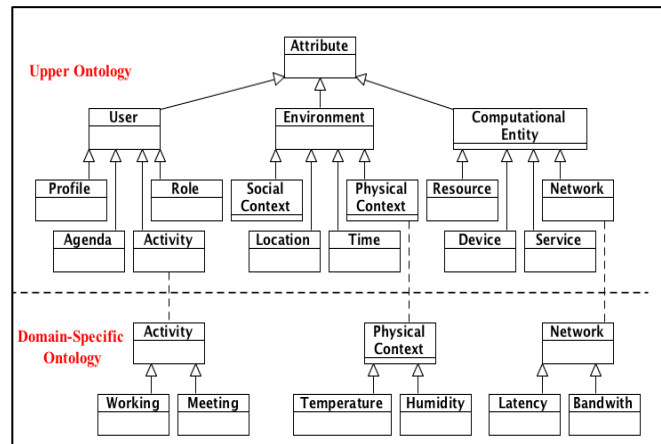 Attribute
Upper Ontology
User
Environment
Computational
Entity
Profile
Role
Social
Context
Physical
Context
Resource
Network
Agenda
Activity
Location
Time
Device
Service
Domain-Specific
Ontology
Activity
Physical
Context
Network
Working
Meeting
Temperature
Humidity
Latency
Bandwith